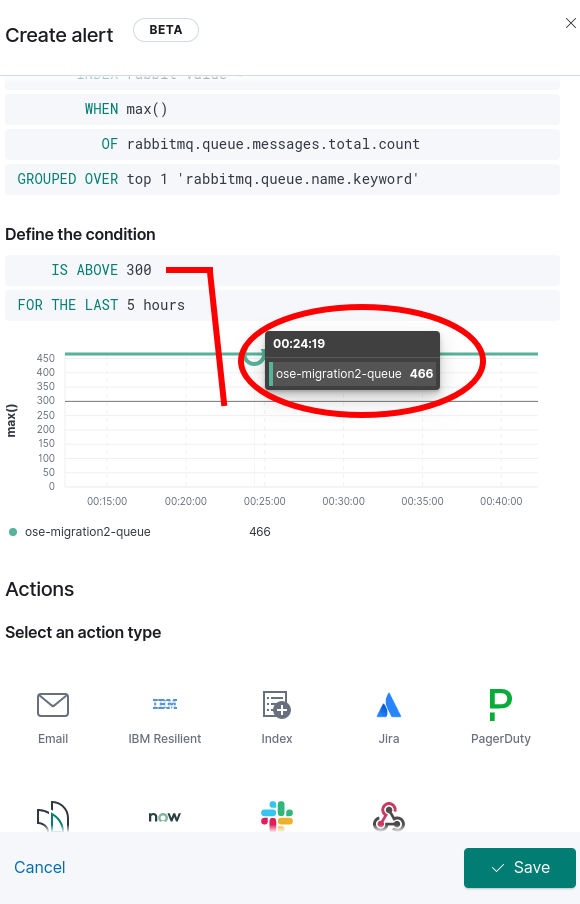 Create alert
BETA
INDEX rabbit-value
WHEN max()
OF rabbitmq.queue.messages.total.count
GROUPED OVER top 1 'rabbitmq.queue.name.keyword'
Define the condition
IS ABOVE 300
FOR THE LAST 5 hours
00:24:19
ose-migration2-queue 466
max()
450
400
350
300
250
200
150
100
50
0
00:15:00 00:20:00 00:25:00 00:30:00 00:35:00 00:40:00
ose-migration2-queue 466
Actions
Select an action type
IBM
Email IBM Resilient Index Jira PagerDuty
now
Cancel Save